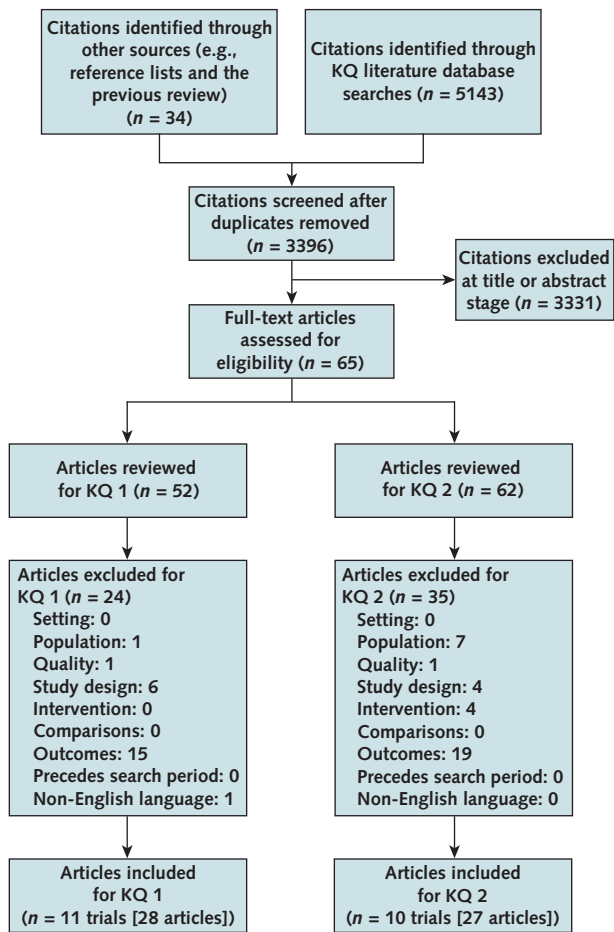 Citations identified through
other sources (e.g.,
reference lists and the
previous review)
(n = 34)
Citations identified through
KQ literature database
searches (n = 5143)
Citations screened after
duplicates removed
(n = 3396)
Citations excluded
at title or abstract
stage (n = 3331)
Full-text articles
assessed for
eligibility (n = 65)
Articles reviewed
for KQ 1 (n = 52)
Articles reviewed
for KQ 2 (n = 62)
Articles excluded for
KQ 1 (n = 24)
Setting: 0
Population: 1
Quality: 1
Study design: 6
Intervention: 0
Comparisons: 0
Outcomes: 15
Precedes search period: 0
Non-English language: 1
Articles excluded for
KQ 2 (n = 35)
Setting: 0
Population: 7
Quality: 1
Study design: 4
Intervention: 4
Comparisons: 0
Outcomes: 19
Precedes search period: 0
Non-English language: 0
Articles included
for KQ 1
(n = 11 trials [28 articles])
Articles included
for KQ 2
(n = 10 trials [27 articles])